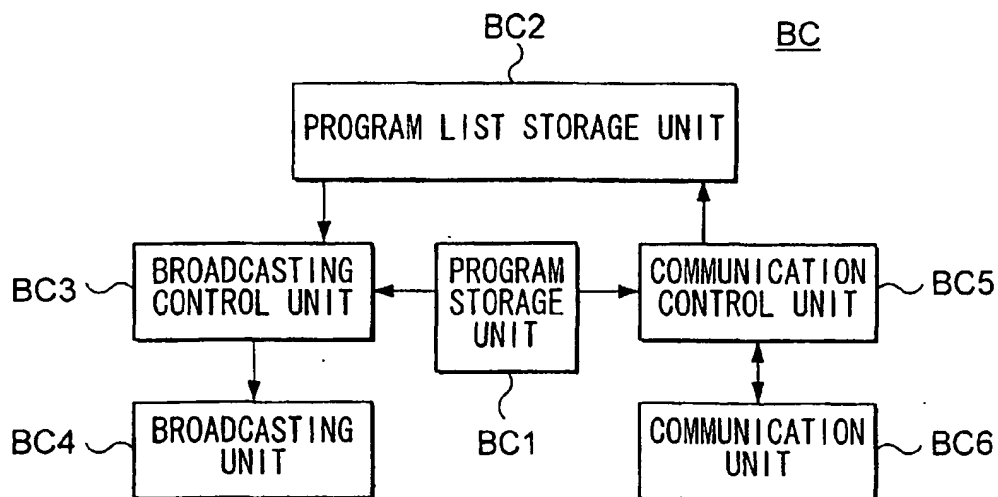 BC2
BC
PROGRAM LIST STORAGE UNIT
BC3
BROADCASTING
CONTROL UNIT
PROGRAM
STORAGE
UNIT
COMMUNICATION
CONTROL UNIT
BC5
BC4
BROADCASTING
UNIT
BC1
COMMUNICATION
UNIT
BC6